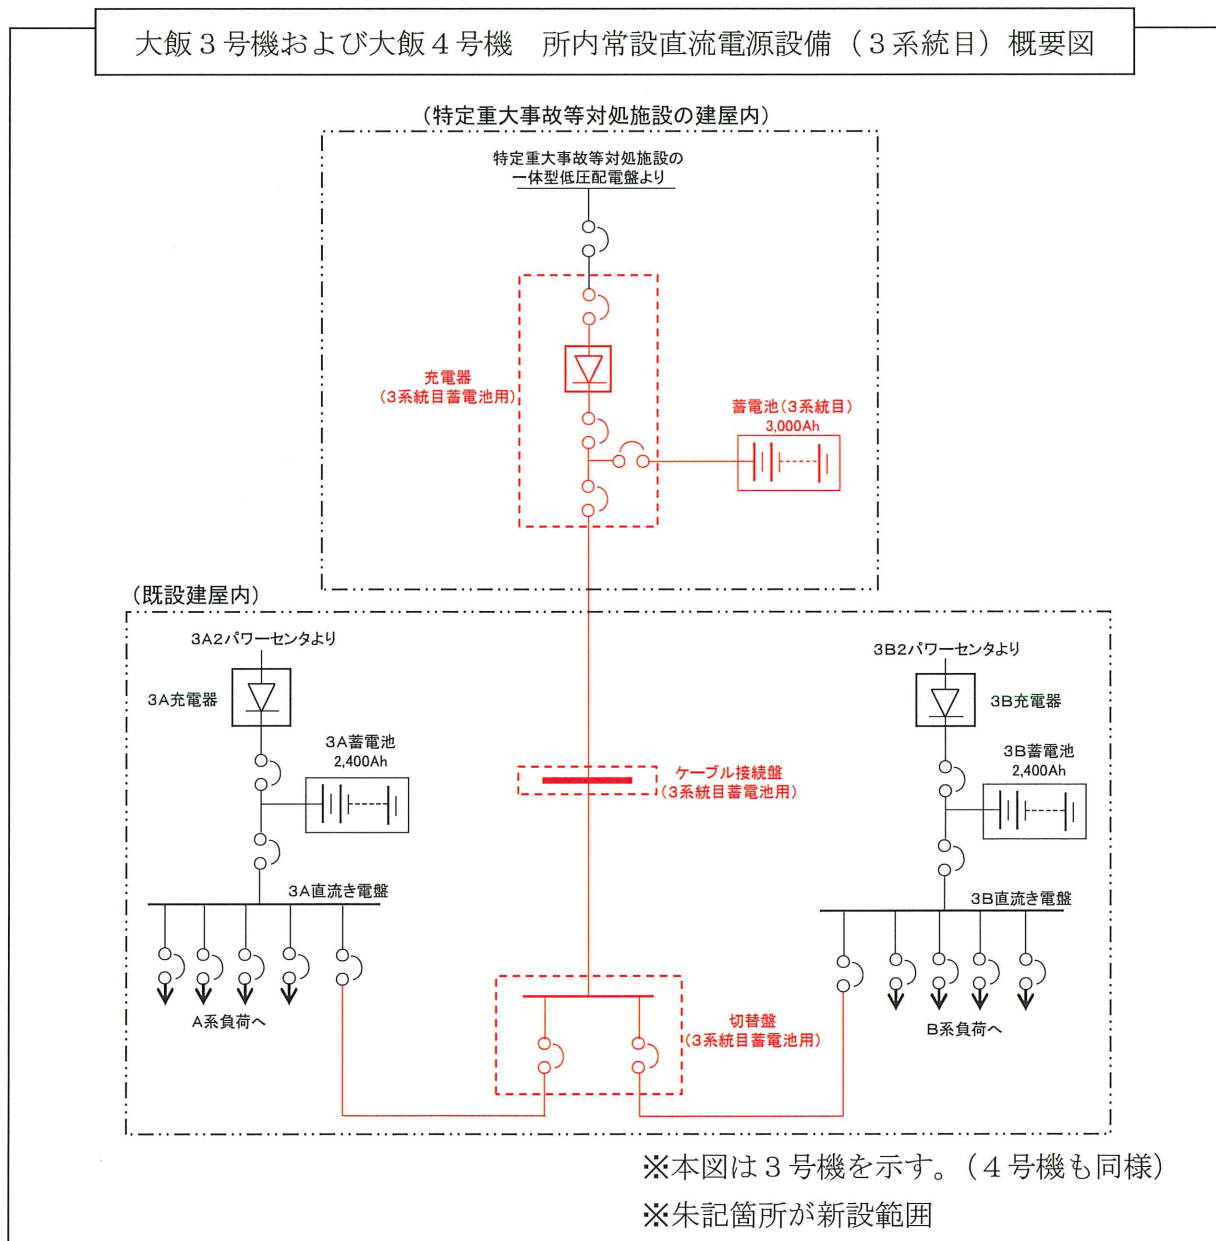 大飯３号機および大飯４号機　所内常設直流電源設備（３系統目）概要図
(特定重大事故等対処施設の建屋内)
特定重大事故等対処施設の
一体型低圧配電盤より
充電器
(3系統目蓄電池用)
蓄電池(3系統目)
3,000Ah
(既設建屋内)
3A2パワーセンタより
3A充電器
3A蓄電池
2,400Ah
3A直流き電盤
A系負荷へ
ケーブル接続盤
(3系統目蓄電池用)
切替盤
(3系統目蓄電池用)
3B2パワーセンタより
3B充電器
3B蓄電池
2,400Ah
3B直流き電盤
B系負荷へ
※本図は３号機を示す。（４号機も同様）
※朱記箇所が新設範囲